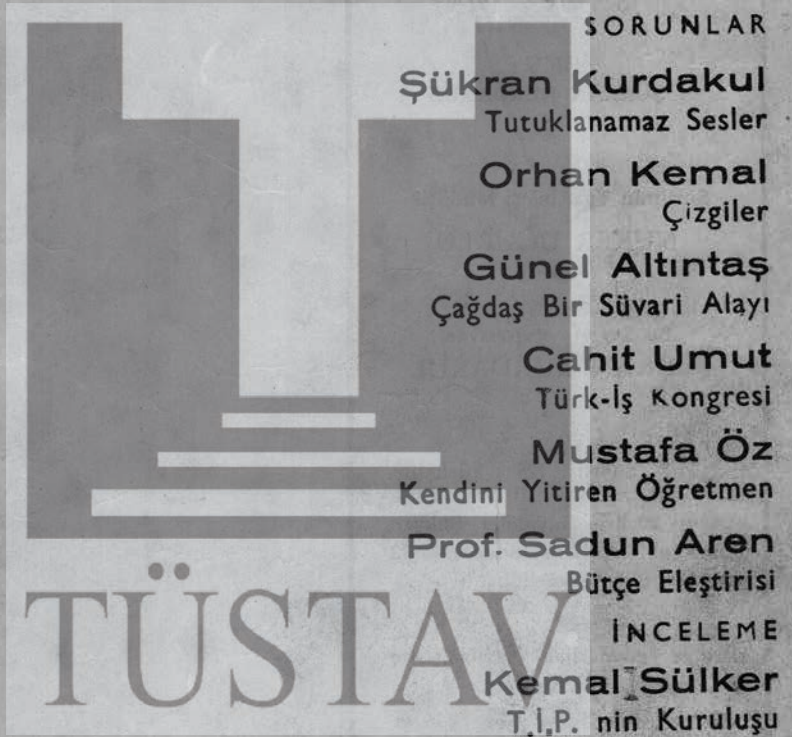 SORUNLAR
Şükran Kurdakul
Tutuklanamaz Sesler
Orhan Kemal
Çizgiler
Günel Altıntaş
Çağdaş Bir Süvari Alayı
Cahit Umut
Türk-İş Kongresi
Mustafa Öz
Kendini Yitiren Öğretmen
Prof. Sadun Aren
Bütçe Eleştirisi
İNCELEME
Kemal Sülker
T.İ.P. nin Kuruluşu
TÜSTAV